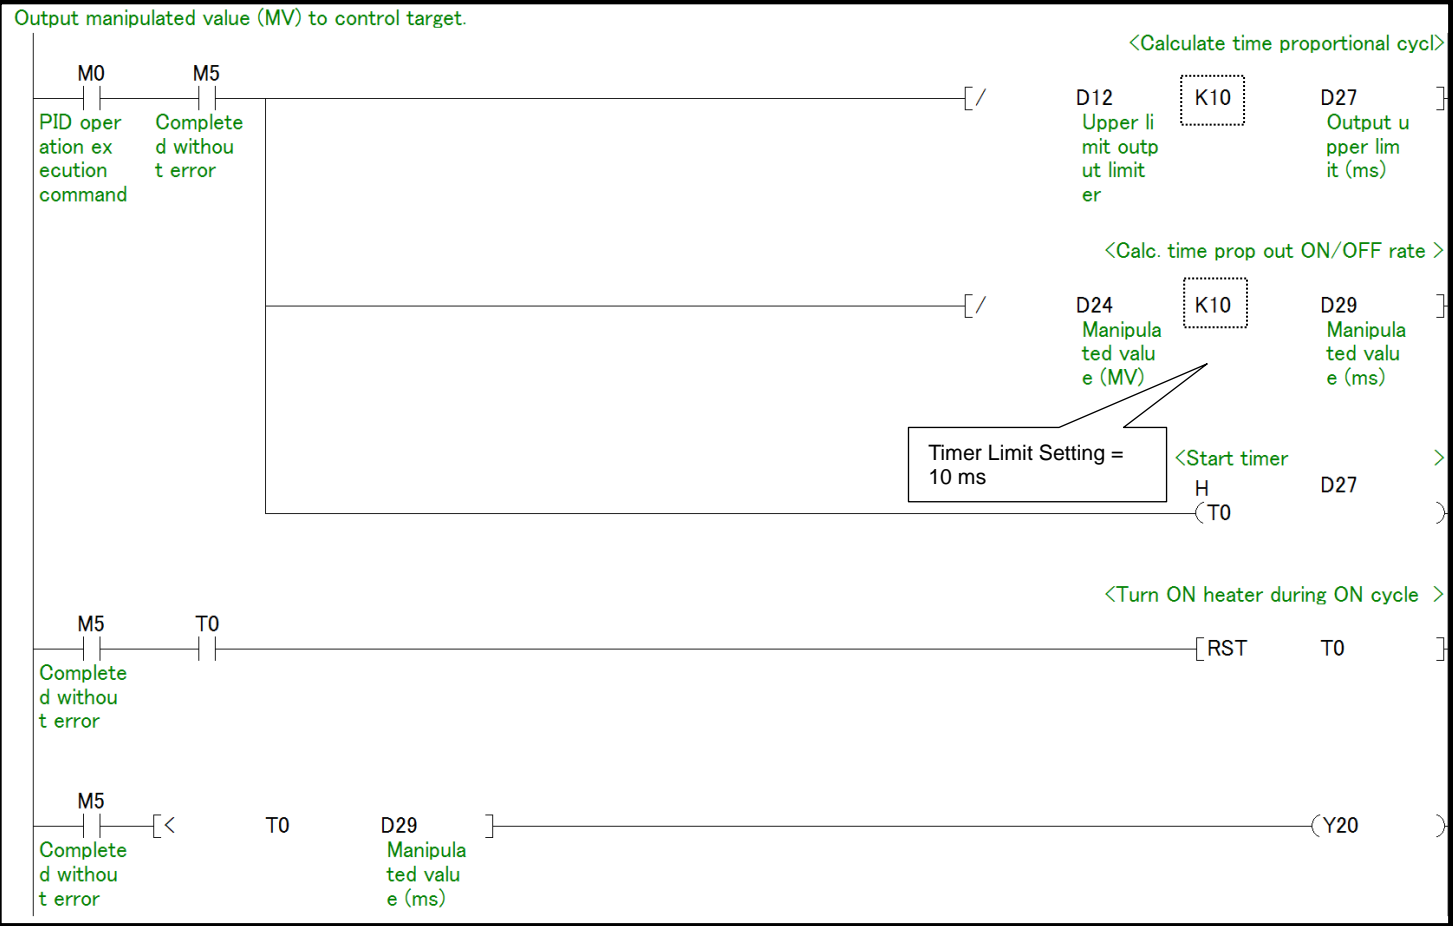 Output manipulated value (MV) to control target.
<Calculate time proportional cycl>
M0 M5
[/ D12 K10 D27 ]
PID oper
ation ex
ecution
command
Complete
d withou
t error
Upper li
mit outp
ut limit
er
Output u
pper lim
it (ms)
<Calc. time prop out ON/OFF rate >
[/ D24 K10 D29 ]
Manipula
ted valu
e (MV)
Manipula
ted valu
e (ms)
Timer Limit Setting =
10 ms
<Start timer >
H D27
(T0 )
<Turn ON heater during ON cycle >
M5 T0
[RST T0 ]
Complete
d withou
t error
M5
[< T0 D29 ] (Y20 )
Complete
d withou
t error
Manipula
ted valu
e (ms)